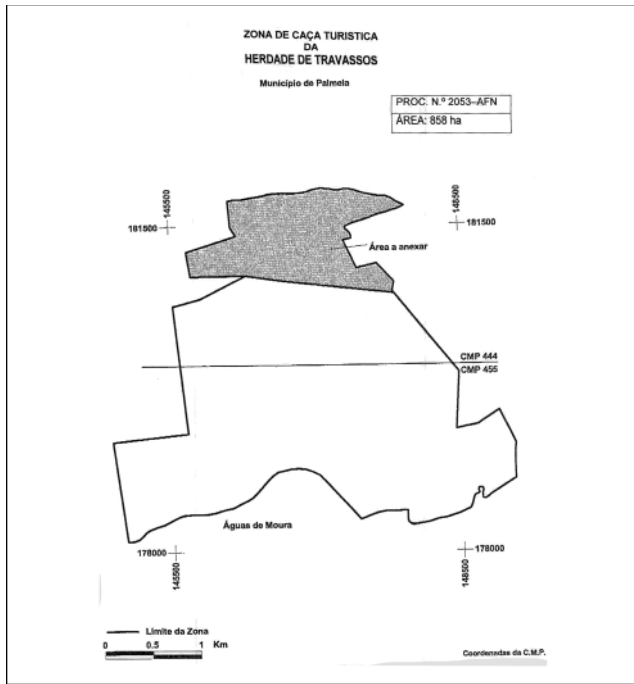 ZONA DE CAÇA TURISTICA
DA
HERDADE DE TRAVASSOS
Município de Palmela
PROC. N.º 2053–AFN
ÁREA: 858 ha
145500
148500
181500
181500
Área a anexar
CMP 444
CMP 455
Águas de Moura
178000
178000
145500
148500
Limite da Zona
0 0.5 1 Km
Coordenadas da C.M.P.